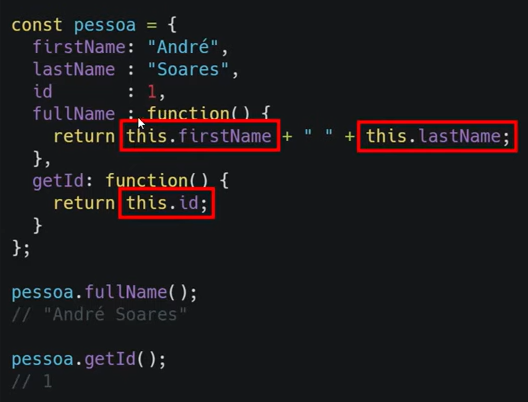 const pessoa = {
  firstName: "André",
  lastName : "Soares",
  id       : 1,
  fullName : function() {
    return this.firstName + " " + this.lastName;
  },
  getId: function() {
    return this.id;
  }
};

pessoa.fullName();
// "André Soares"

pessoa.getId();
// 1